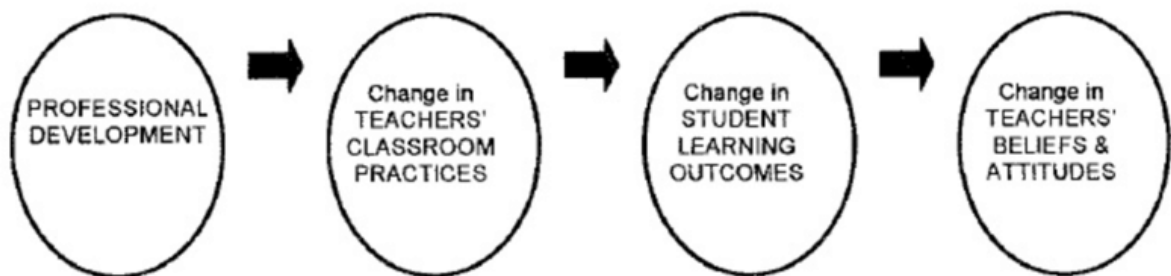 PROFESSIONAL
DEVELOPMENT
Change in
TEACHERS'
CLASSROOM
PRACTICES
Change in
STUDENT
LEARNING
OUTCOMES
Change in
TEACHERS'
BELIEFS &
ATTITUDES